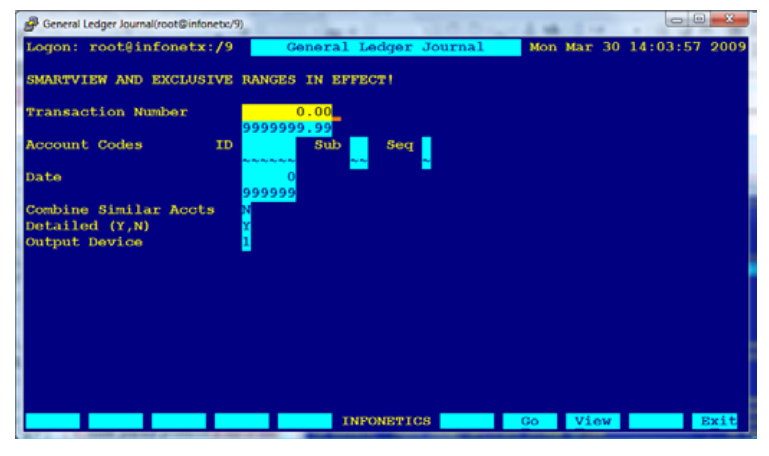 General Ledger Journal(root@infonetx:/9)
Logon: root@infonetx:/9 General Ledger Journal Mon Mar 30 14:03:57 2009
SMARTVIEW AND EXCLUSIVE RANGES IN EFFECT!
Transaction Number 0.00
9999999.99
Account Codes ID Sub Seq
~~~~~~ ~~ ~
Date 0
999999
Combine Similar Accts N
Detailed (Y,N) Y
Output Device 1
INFONETICS Go View Exit